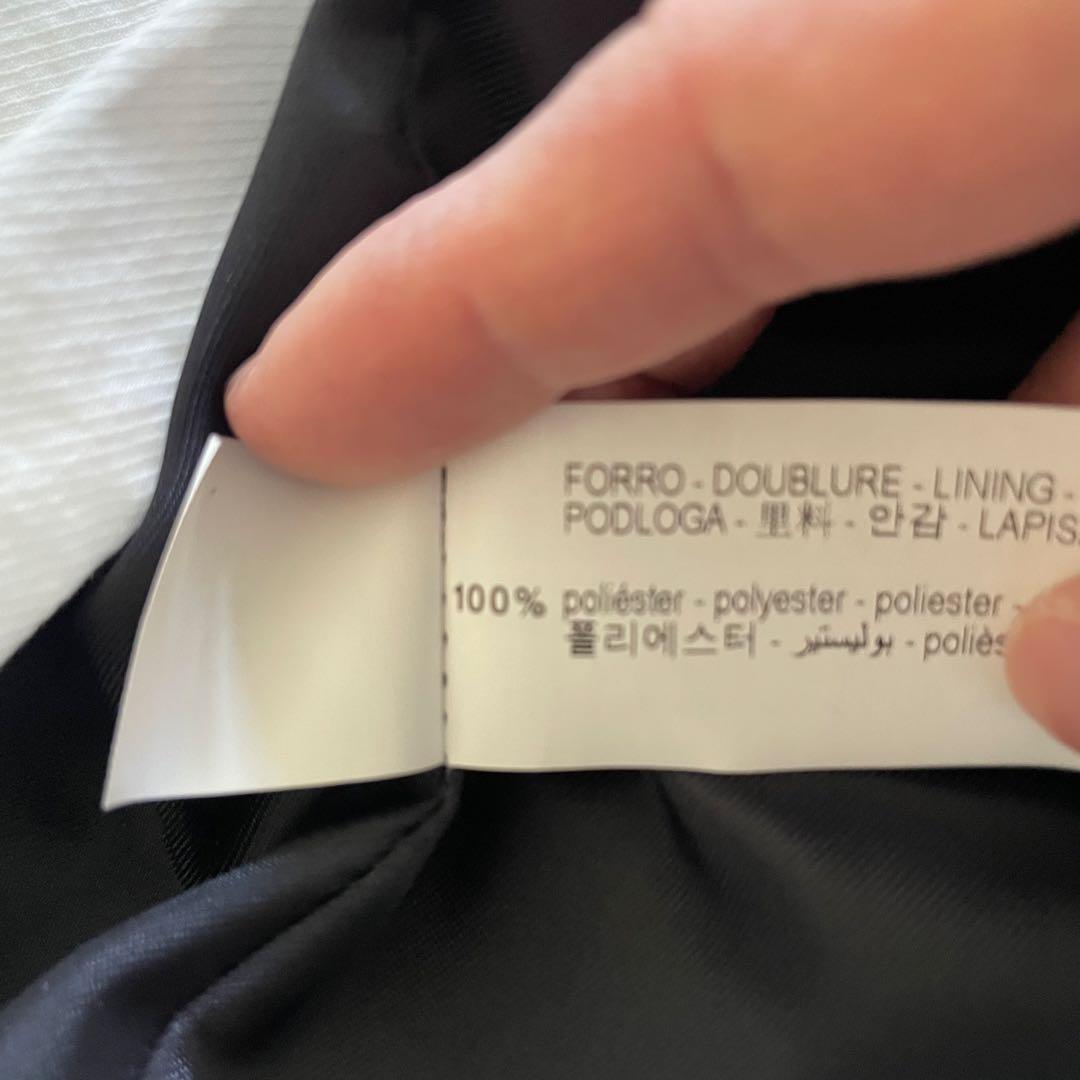 FORRO - DOUBLURE - LINING -
PODLOGA - 里料 - 안감 - LAPIS
100% poliéster - polyester - poliester -
폴리에스터 - بوليستير - poliès